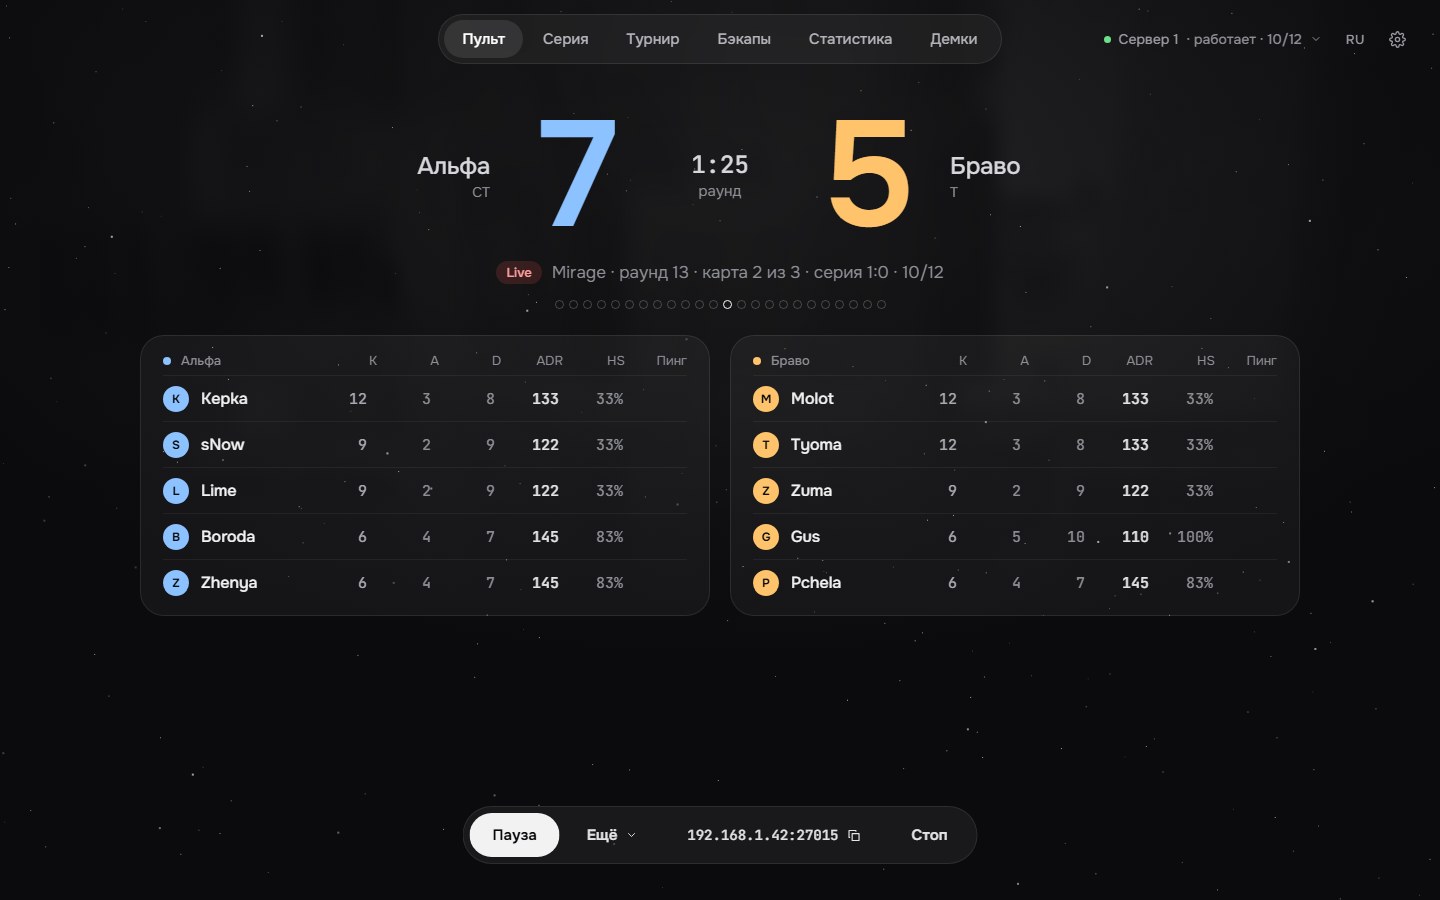 Пульт Серия Турнир Бэкапы Статистика Демки Сервер 1 · работает · 10/12 RU
Альфа 7 1:25 5 Браво
СТ раунд Т
Live Mirage · раунд 13 · карта 2 из 3 · серия 1:0 · 10/12
Альфа K A D ADR HS Пинг
K Kepka 12 3 8 133 33%
S sNow 9 2 9 122 33%
L Lime 9 2 9 122 33%
B Boroda 6 4 7 145 83%
Z Zhenya 6 4 7 145 83%
Браво K A D ADR HS Пинг
M Molot 12 3 8 133 33%
T Tyoma 12 3 8 133 33%
Z Zuma 9 2 9 122 33%
G Gus 6 5 10 110 100%
P Pchela 6 4 7 145 83%
Пауза Ещё 192.168.1.42:27015 Стоп